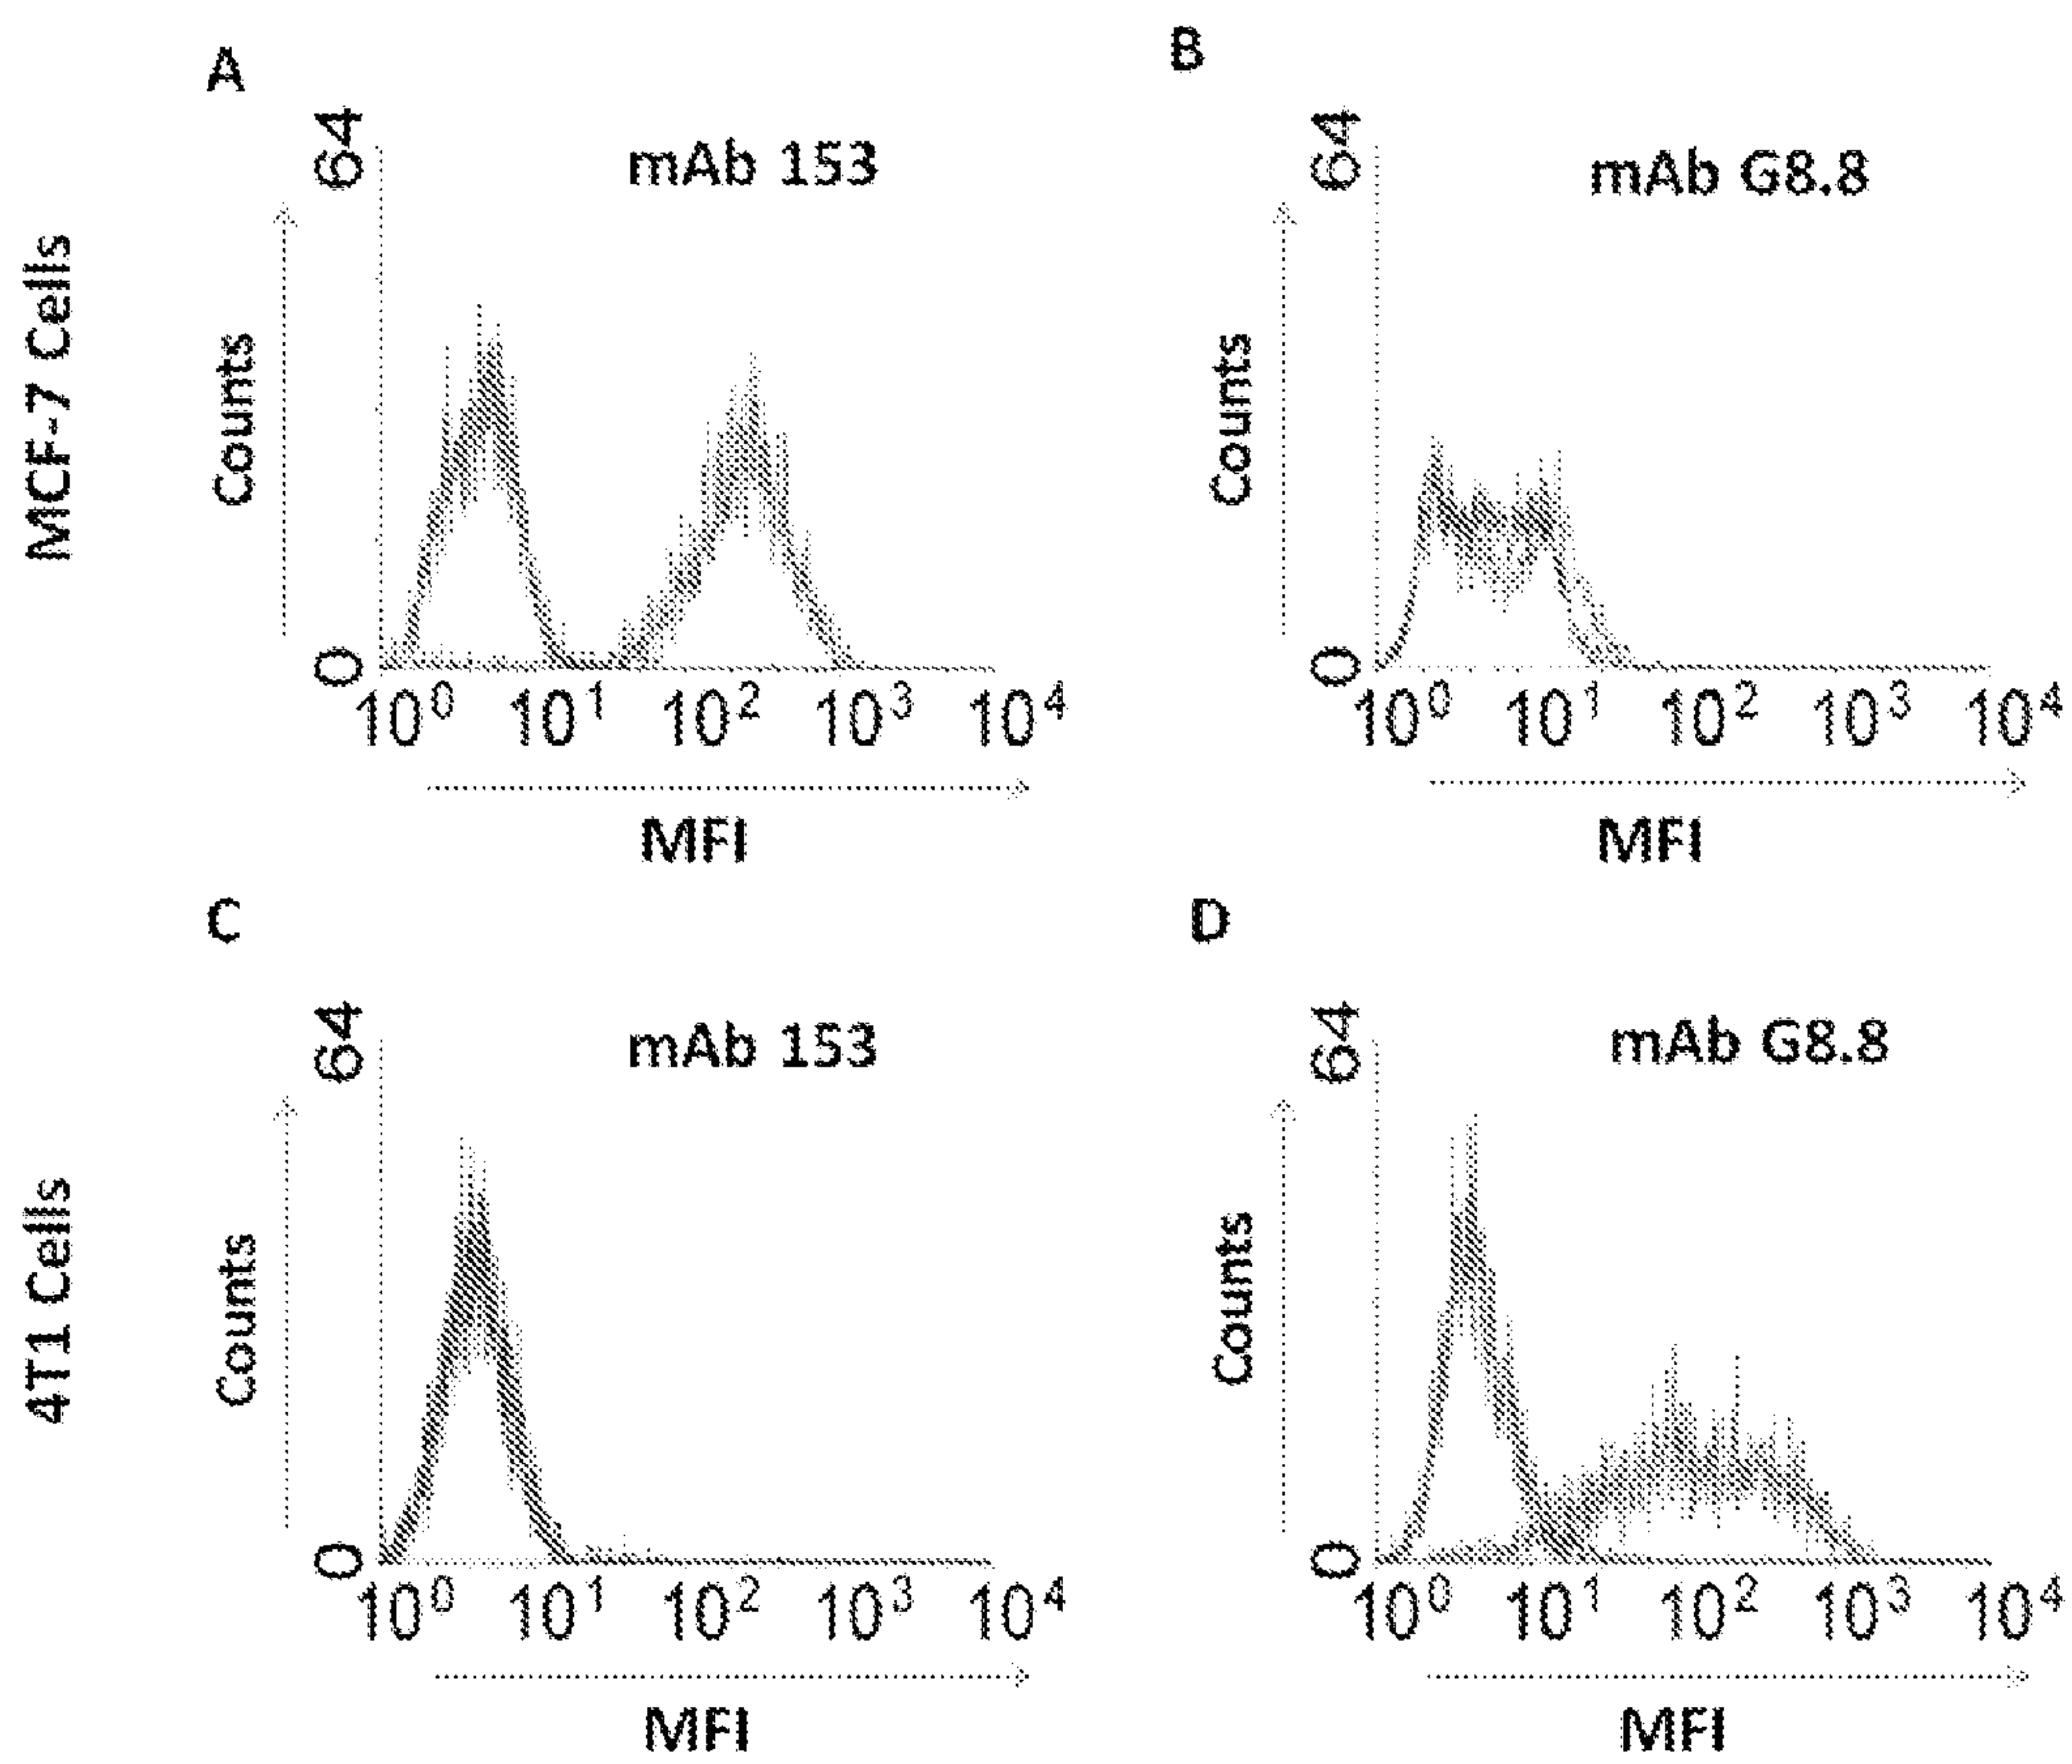 A
B
MCF-7 Cells
64
mAb 153
Counts
0
10⁰ 10¹ 10² 10³ 10⁴
MFI
64
mAb G8.8
Counts
0
10⁰ 10¹ 10² 10³ 10⁴
MFI
C
D
4T1 Cells
64
mAb 153
Counts
0
10⁰ 10¹ 10² 10³ 10⁴
MFI
64
mAb G8.8
Counts
0
10⁰ 10¹ 10² 10³ 10⁴
MFI